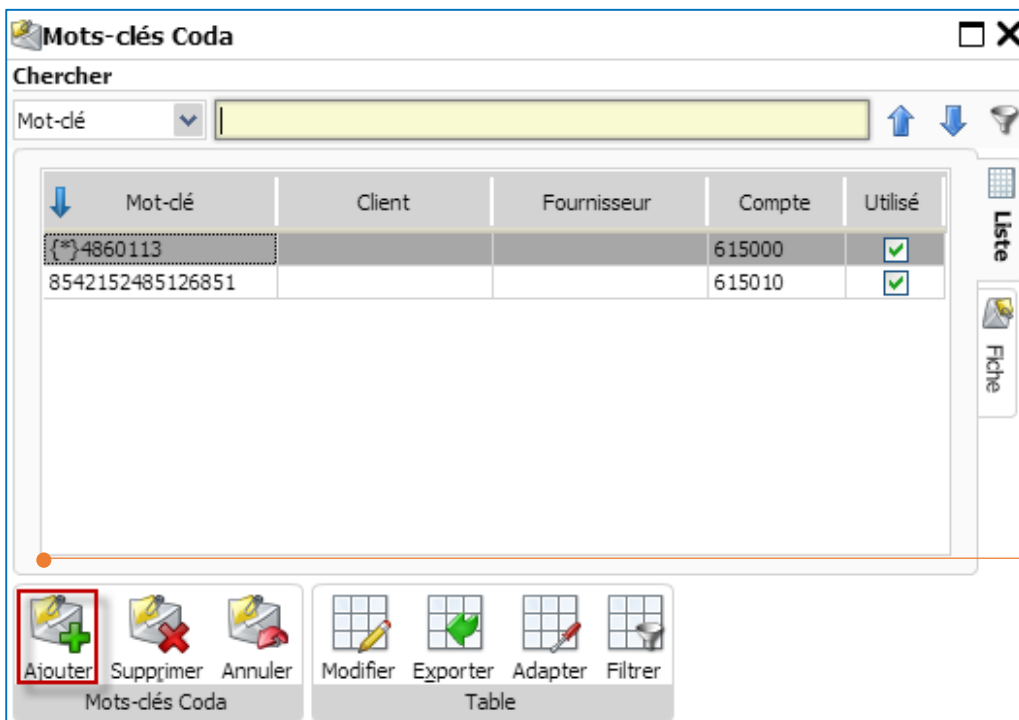 Mots-clés Coda
Chercher
Mot-clé
Mot-clé Client Fournisseur Compte Utilisé
{*}4860113 615000
8542152485126851 615010
Liste
Fiche
Ajouter Supprimer Annuler Modifier Exporter Adapter Filtrer
Mots-clés Coda Table